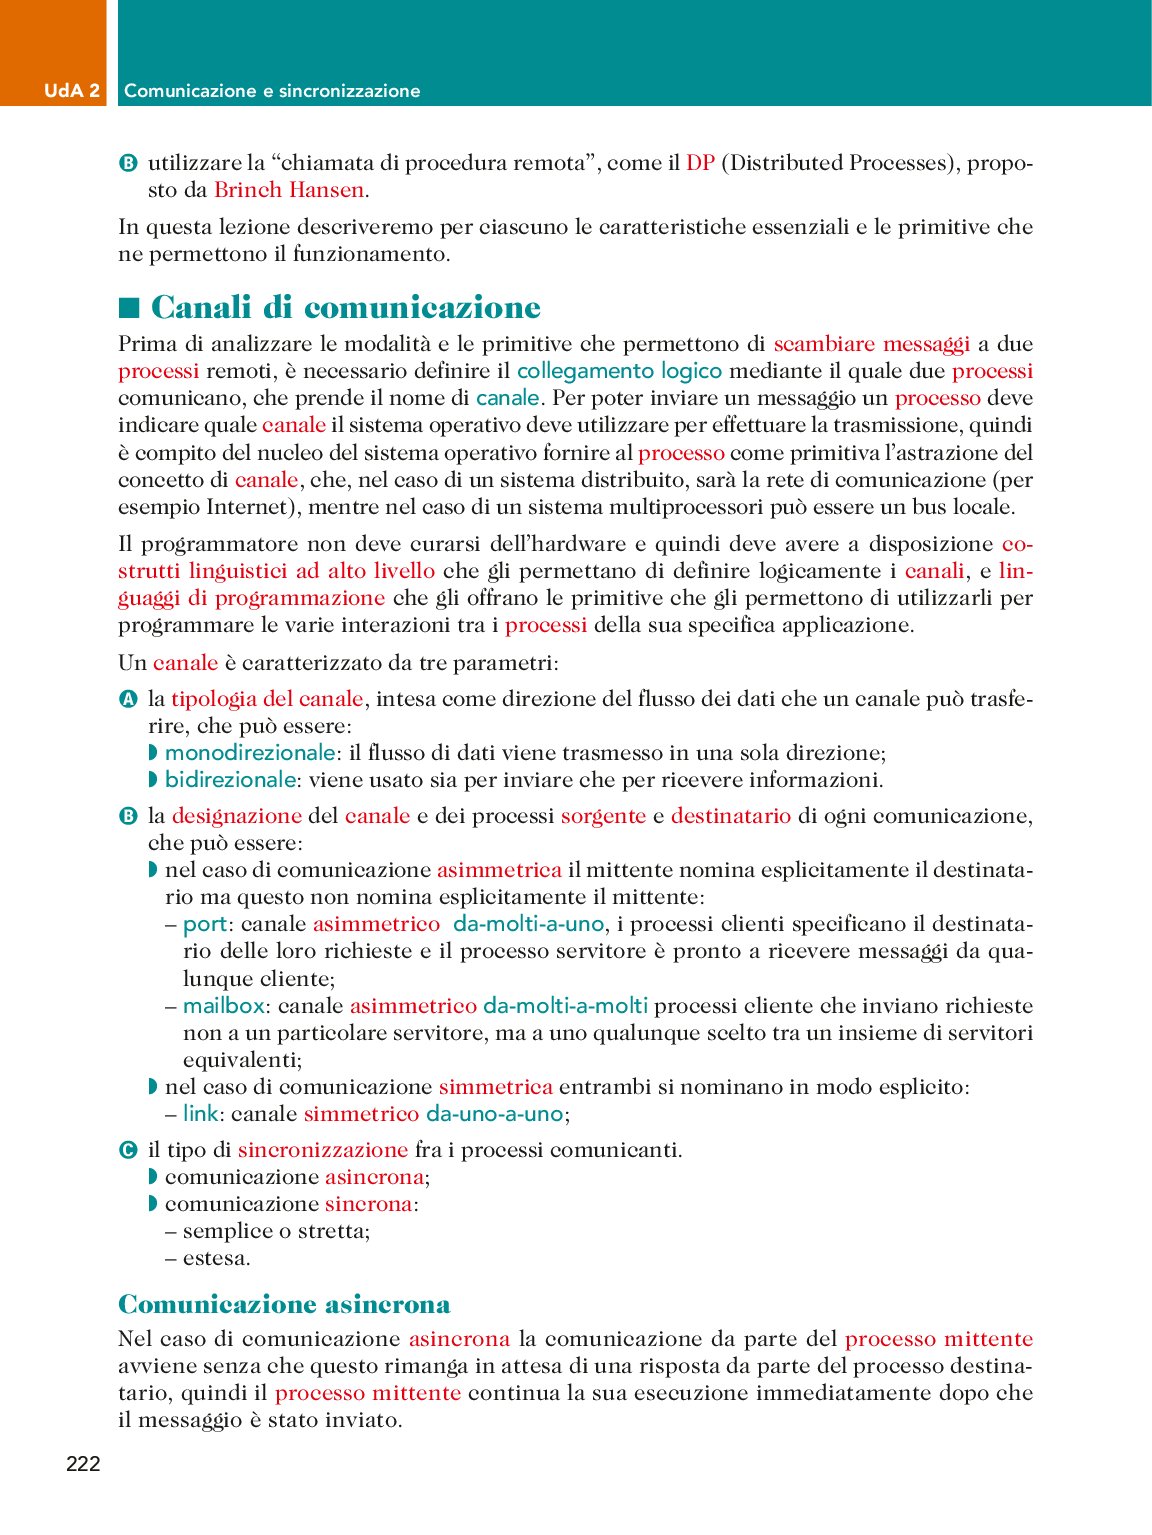 UdA 2 Comunicazione e sincronizzazione
B utilizzare la “chiamata di procedura remota”, come il DP (Distributed Processes), propo-
sto da Brinch Hansen.
In questa lezione descriveremo per ciascuno le caratteristiche essenziali e le primitive che
ne permettono il funzionamento.
■ Canali di comunicazione
Prima di analizzare le modalità e le primitive che permettono di scambiare messaggi a due
processi remoti, è necessario definire il collegamento logico mediante il quale due processi
comunicano, che prende il nome di canale. Per poter inviare un messaggio un processo deve
indicare quale canale il sistema operativo deve utilizzare per effettuare la trasmissione, quindi
è compito del nucleo del sistema operativo fornire al processo come primitiva l’astrazione del
concetto di canale, che, nel caso di un sistema distribuito, sarà la rete di comunicazione (per
esempio Internet), mentre nel caso di un sistema multiprocessori può essere un bus locale.
Il programmatore non deve curarsi dell’hardware e quindi deve avere a disposizione co-
strutti linguistici ad alto livello che gli permettano di definire logicamente i canali, e lin-
guaggi di programmazione che gli offrano le primitive che gli permettono di utilizzarli per
programmare le varie interazioni tra i processi della sua specifica applicazione.
Un canale è caratterizzato da tre parametri:
A la tipologia del canale, intesa come direzione del flusso dei dati che un canale può trasfe-
rire, che può essere:
◗ monodirezionale: il flusso di dati viene trasmesso in una sola direzione;
◗ bidirezionale: viene usato sia per inviare che per ricevere informazioni.
B la designazione del canale e dei processi sorgente e destinatario di ogni comunicazione,
che può essere:
◗ nel caso di comunicazione asimmetrica il mittente nomina esplicitamente il destinata-
rio ma questo non nomina esplicitamente il mittente:
– port: canale asimmetrico da-molti-a-uno, i processi clienti specificano il destinata-
rio delle loro richieste e il processo servitore è pronto a ricevere messaggi da qua-
lunque cliente;
– mailbox: canale asimmetrico da-molti-a-molti processi cliente che inviano richieste
non a un particolare servitore, ma a uno qualunque scelto tra un insieme di servitori
equivalenti;
◗ nel caso di comunicazione simmetrica entrambi si nominano in modo esplicito:
– link: canale simmetrico da-uno-a-uno;
C il tipo di sincronizzazione fra i processi comunicanti.
◗ comunicazione asincrona;
◗ comunicazione sincrona:
– semplice o stretta;
– estesa.
Comunicazione asincrona
Nel caso di comunicazione asincrona la comunicazione da parte del processo mittente
avviene senza che questo rimanga in attesa di una risposta da parte del processo destina-
tario, quindi il processo mittente continua la sua esecuzione immediatamente dopo che
il messaggio è stato inviato.
222